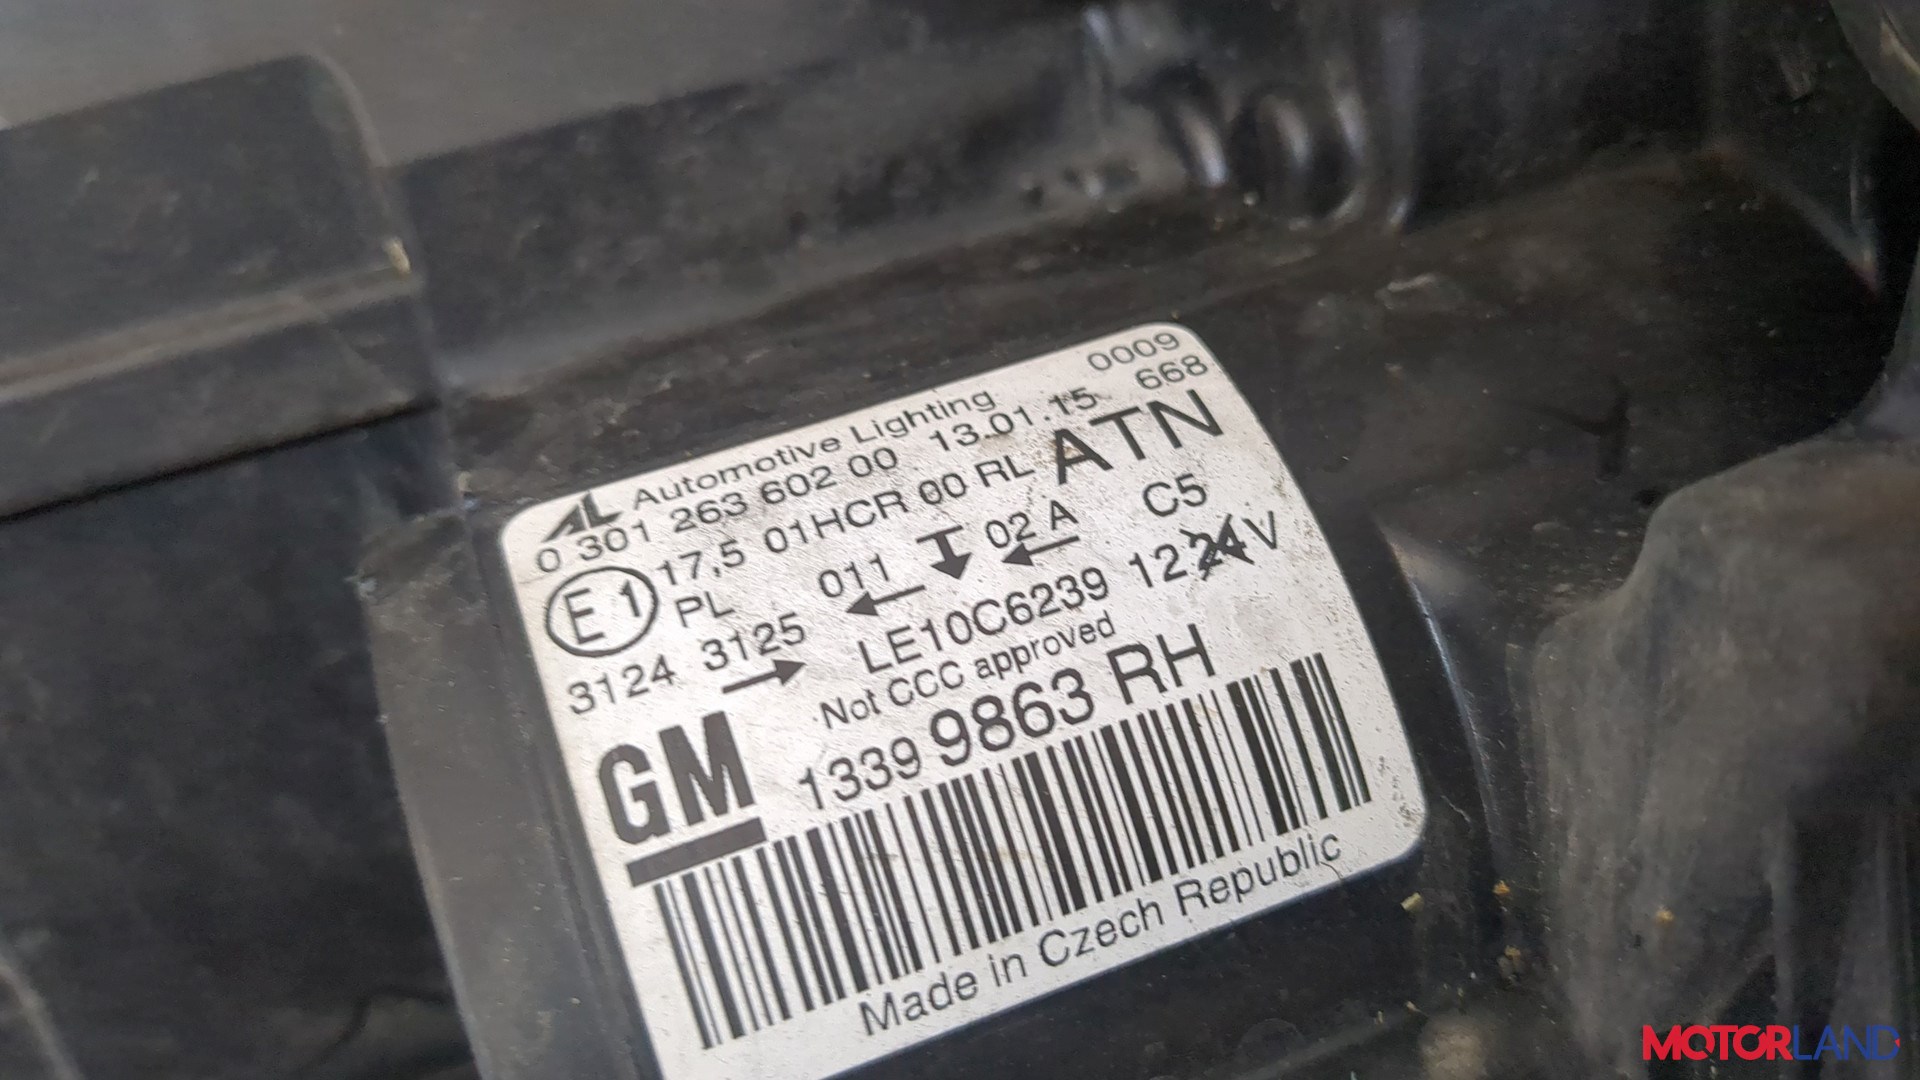 AL Automotive Lighting 0009
0 301 263 602 00 13.01.15 668
17,5 01HCR 00 RL ATN
E1 PL 011 02 A C5
3124 3125 LE10C6239 12 24 V
Not CCC approved
GM 1339 9863 RH
Made in Czech Republic
MOTORLAND